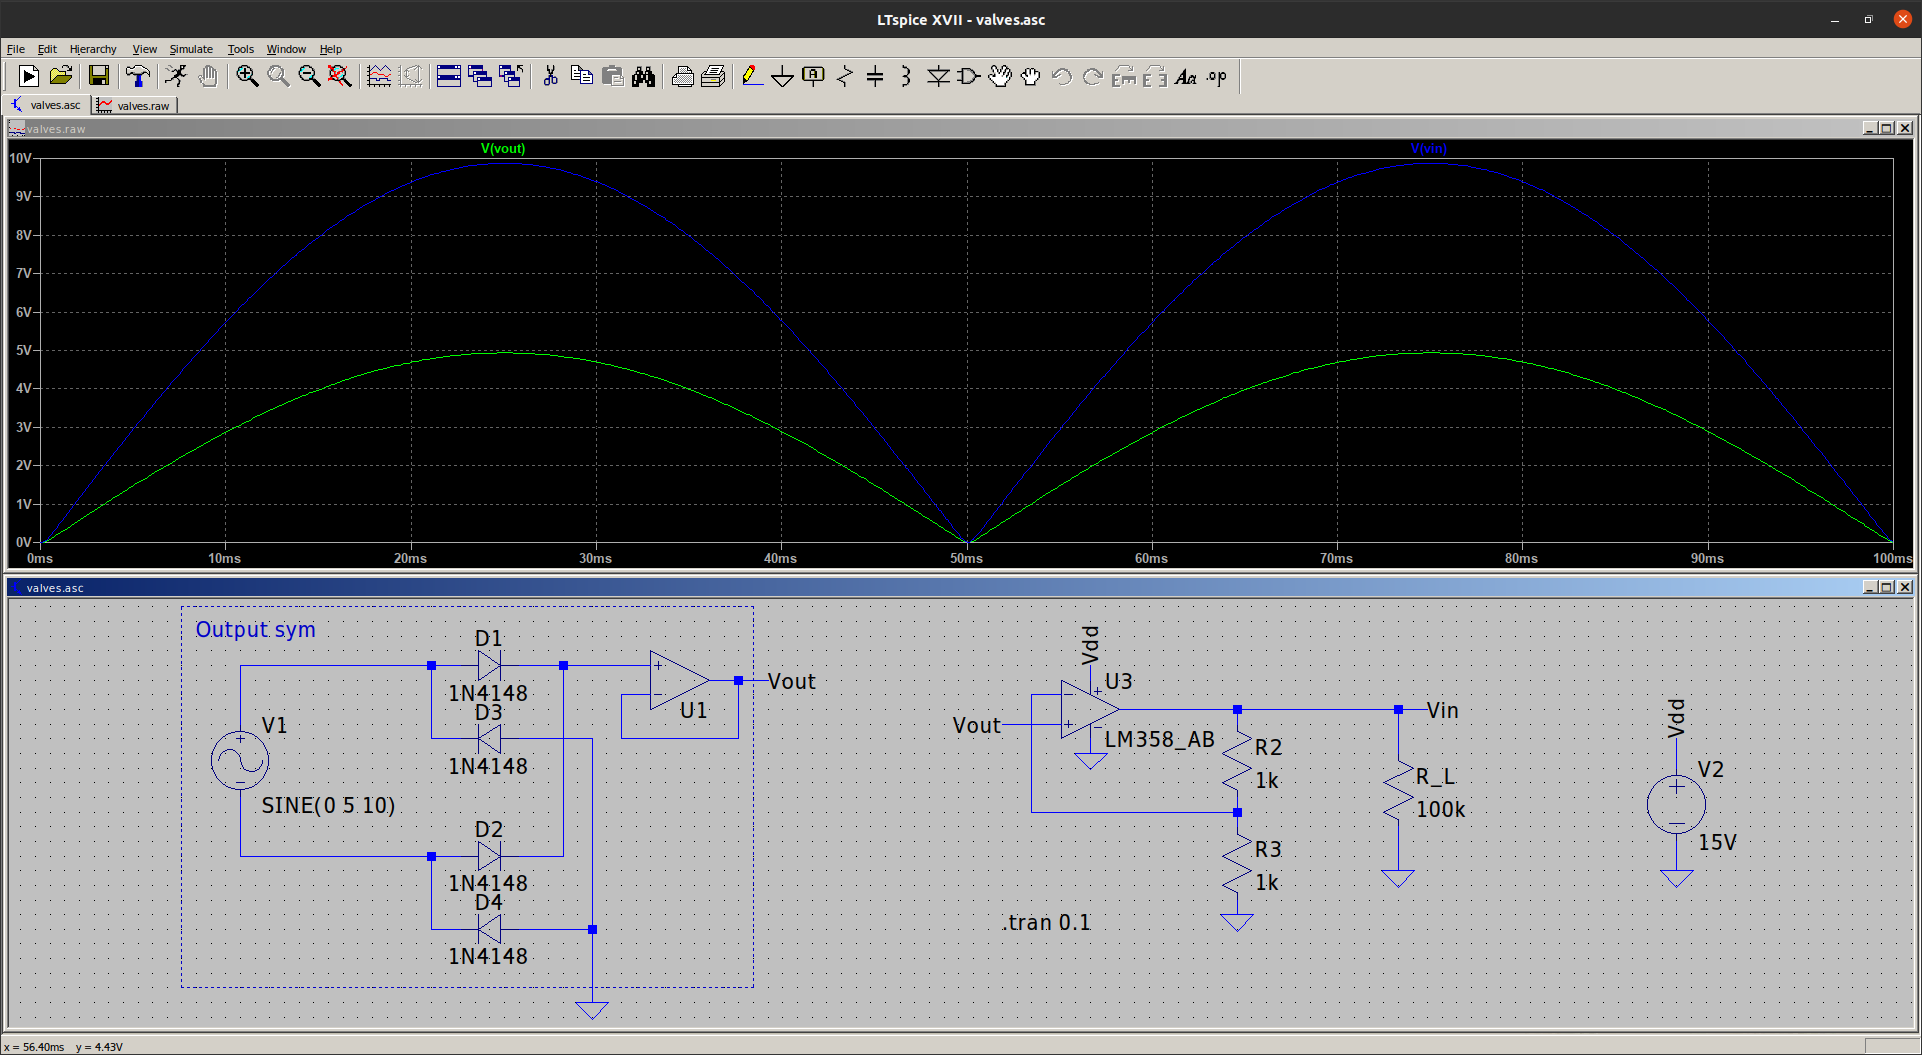 LTspice XVII - valves.asc
File Edit Hierarchy View Simulate Tools Window Help
valves.asc valves.raw
valves.raw
V(vout) V(vin)
10V
9V
8V
7V
6V
5V
4V
3V
2V
1V
0V
0ms 10ms 20ms 30ms 40ms 50ms 60ms 70ms 80ms 90ms 100ms
valves.asc
Output sym
D1
1N4148
D3
1N4148
V1
SINE(0 5 10)
D2
1N4148
D4
1N4148
U1
Vout
Vdd
U3
Vout
LM358_AB
Vin
R2
1k
R_L
100k
R3
1k
.tran 0.1
Vdd
V2
15V
x = 56.40ms y = 4.43V